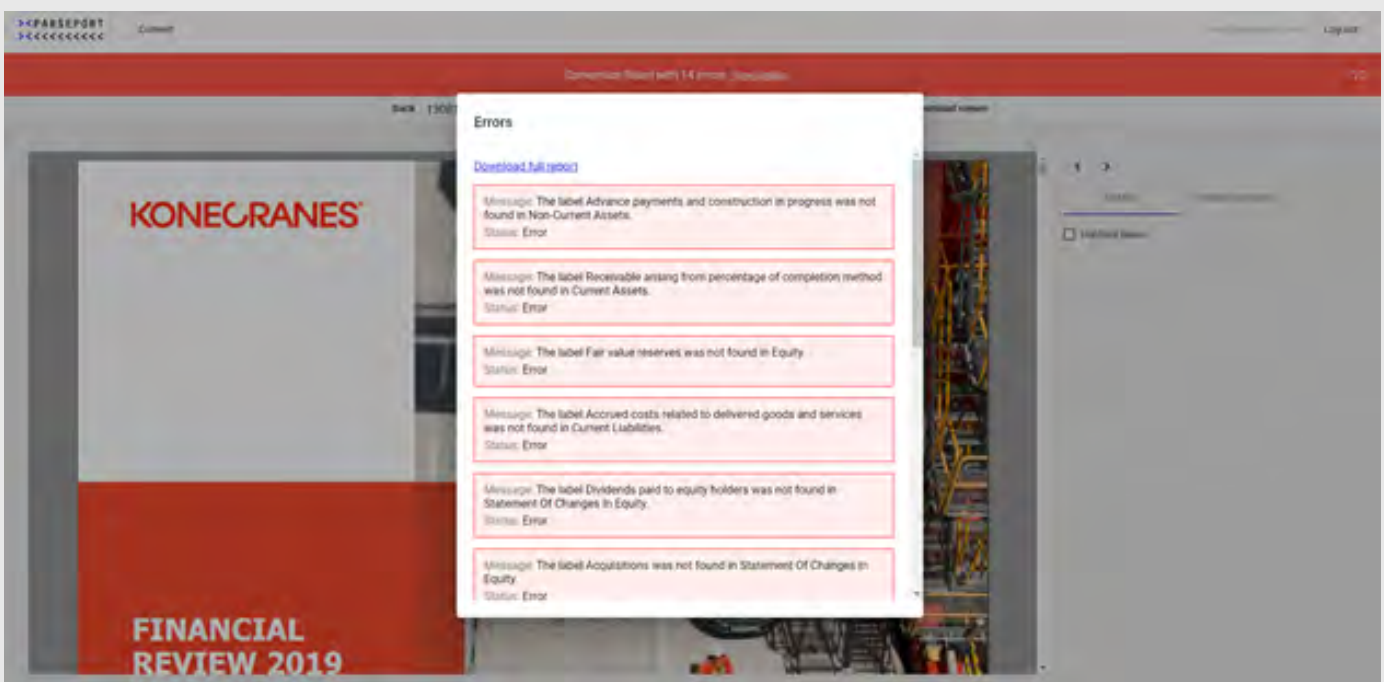 PARSEPORT
Convert
Log out
Conversion failed with 14 errors.
Back
Errors
Download full report
Message: The label Advance payments and construction in progress was not
found in Non-Current Assets.
Status: Error
Message: The label Receivable arising from percentage of completion method
was not found in Current Assets.
Status: Error
Message: The label Fair value reserves was not found in Equity.
Status: Error
Message: The label Accrued costs related to delivered goods and services
was not found in Current Liabilities.
Status: Error
Message: The label Dividends paid to equity holders was not found in
Statement Of Changes In Equity.
Status: Error
Message: The label Acquisitions was not found in Statement Of Changes In
Equity.
Status: Error
KONECRANES
FINANCIAL
REVIEW 2019